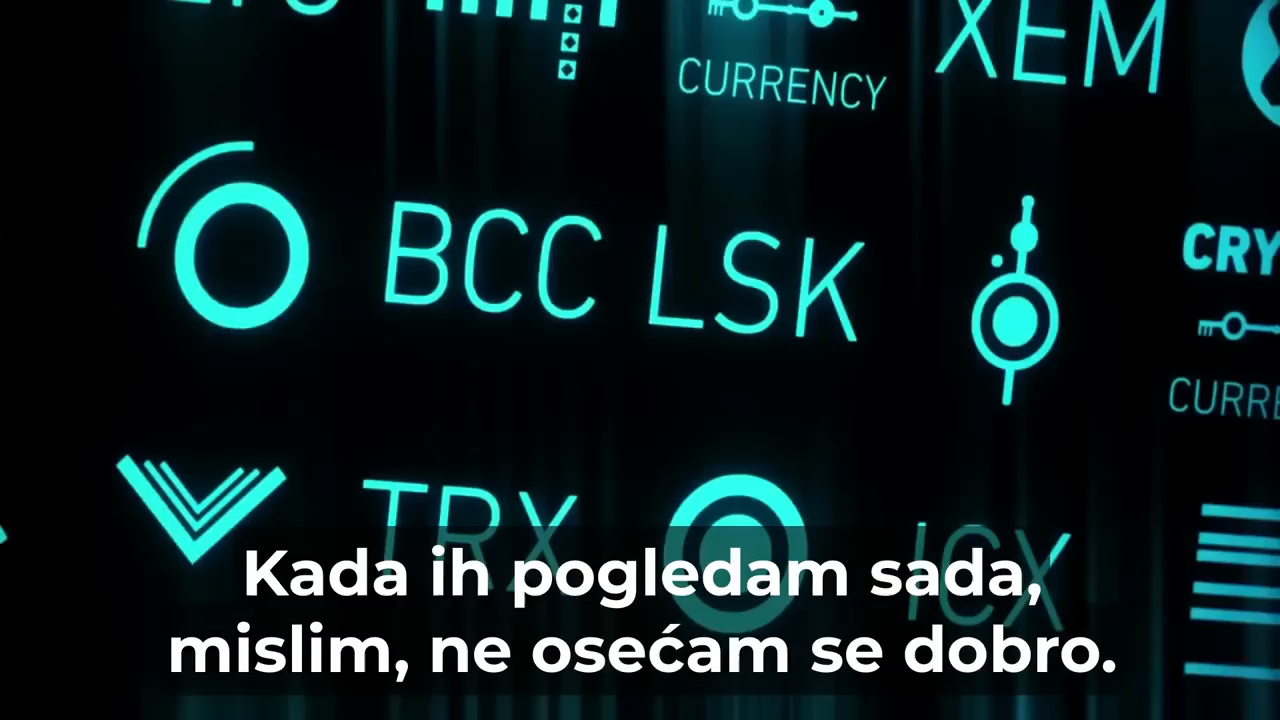 CURRENCY
XEM
BCC LSK
CRY
CURRE
TRX
ICX
Kada ih pogledam sada,
mislim, ne osećam se dobro.